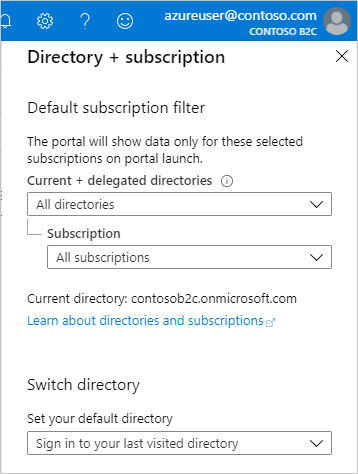 azureuser@contoso.com
CONTOSO B2C
Directory + subscription
Default subscription filter
The portal will show data only for these selected
subscriptions on portal launch.
Current + delegated directories
All directories
Subscription
All subscriptions
Current directory: contosob2c.onmicrosoft.com
Learn about directories and subscriptions
Switch directory
Set your default directory
Sign in to your last visited directory